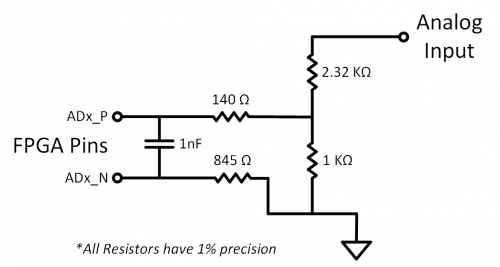 Analog
Input
2.32 KΩ
140 Ω
ADx_P
FPGA Pins
1nF
845 Ω
1 KΩ
ADx_N
*All Resistors have 1% precision